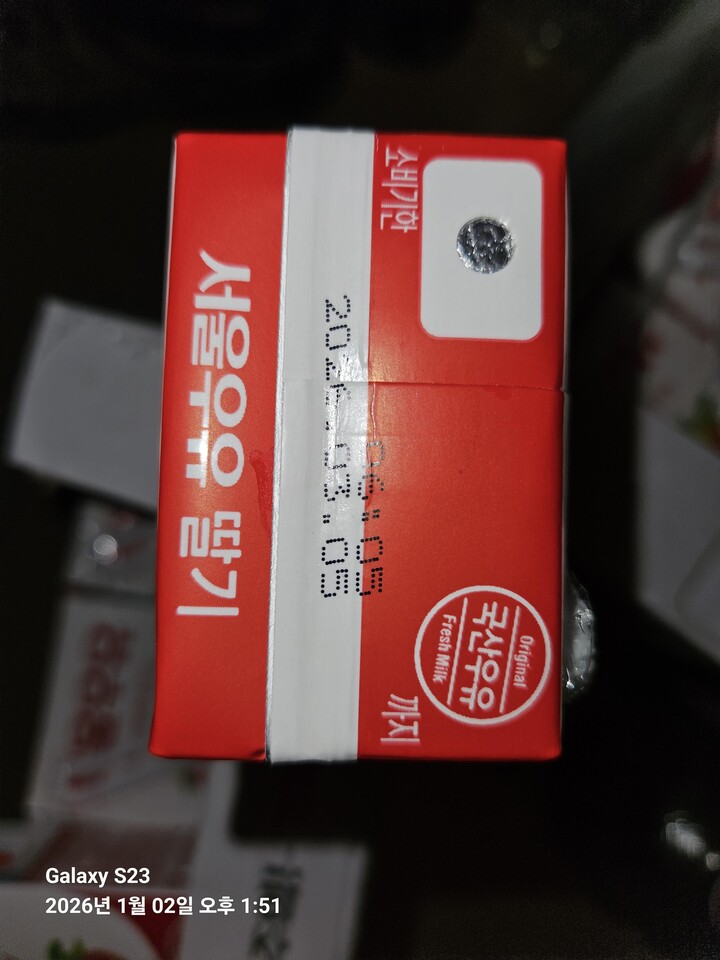 소비기한
2026.03.05
06:05
까지
서울우유 딸기
Original
국산우유
Fresh Milk
Galaxy S23
2026년 1월 02일 오후 1:51